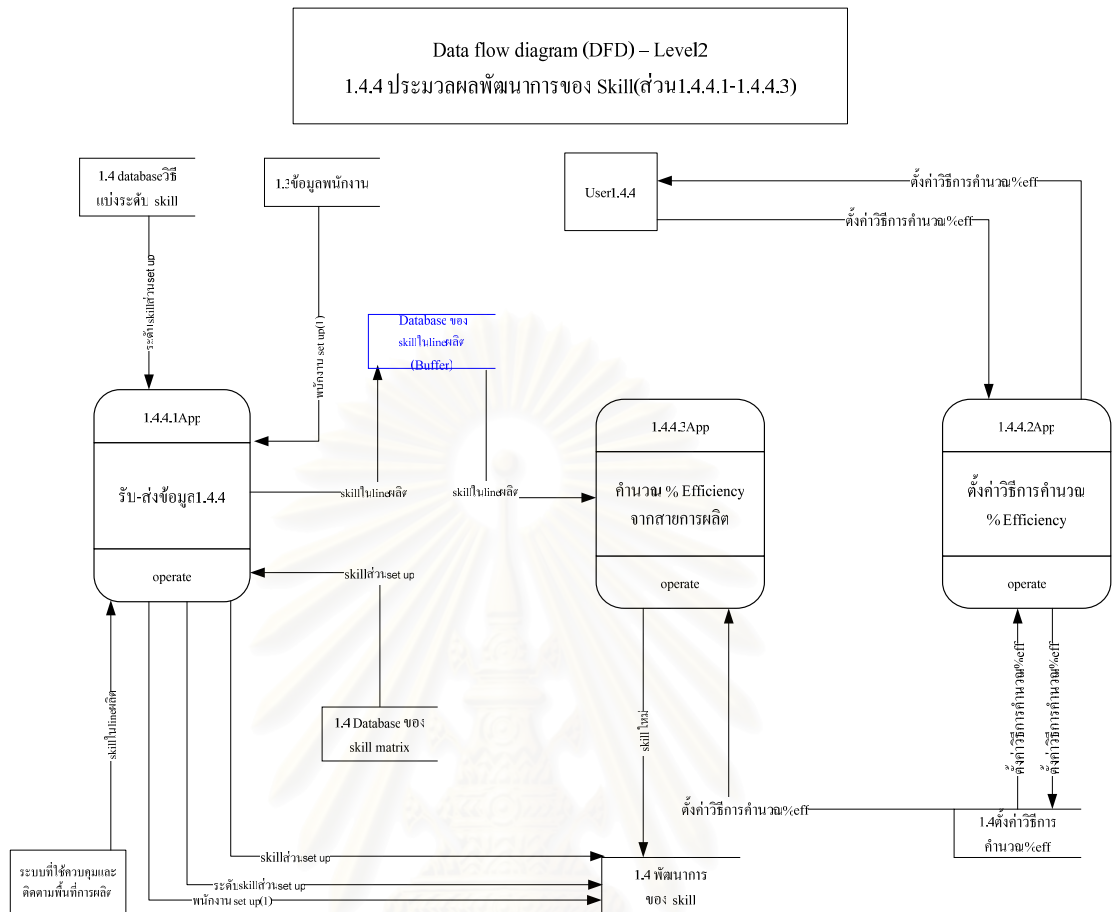 Data flow diagram (DFD) – Level2
1.4.4 ประมวลผลพัฒนาการของ Skill(ส่วน1.4.4.1-1.4.4.3)
1.4 databaseวิธี
แบ่งระดับ skill
1.3ข้อมูลพนักงาน
User1.4.4
ตั้งค่าวิธีการคำนวณ%eff
ตั้งค่าวิธีการคำนวณ%eff
ระดับskillส่วนset up
พนักงาน set up(1)
Database ของ
skillในlineผลิต
(Buffer)
1.4.4.1App
รับ-ส่งข้อมูล1.4.4
operate
skillในlineผลิต
skillในlineผลิต
1.4.4.3App
คำนวณ % Efficiency
จากสายการผลิต
operate
1.4.4.2App
ตั้งค่าวิธีการคำนวณ
% Efficiency
operate
skillส่วนset up
skillในlineผลิต
1.4 Database ของ
skill matrix
skillใหม่
ตั้งค่าวิธีการคำนวณ%eff
ตั้งค่าวิธีการคำนวณ%eff
ตั้งค่าวิธีการคำนวณ%eff
1.4ตั้งค่าวิธีการ
คำนวณ%eff
ระบบที่ใช้ควบคุมและ
ติดตามพื้นที่การผลิต
skillส่วนset up
ระดับskillส่วนset up
พนักงานset up(1)
1.4 พัฒนาการ
ของ skill